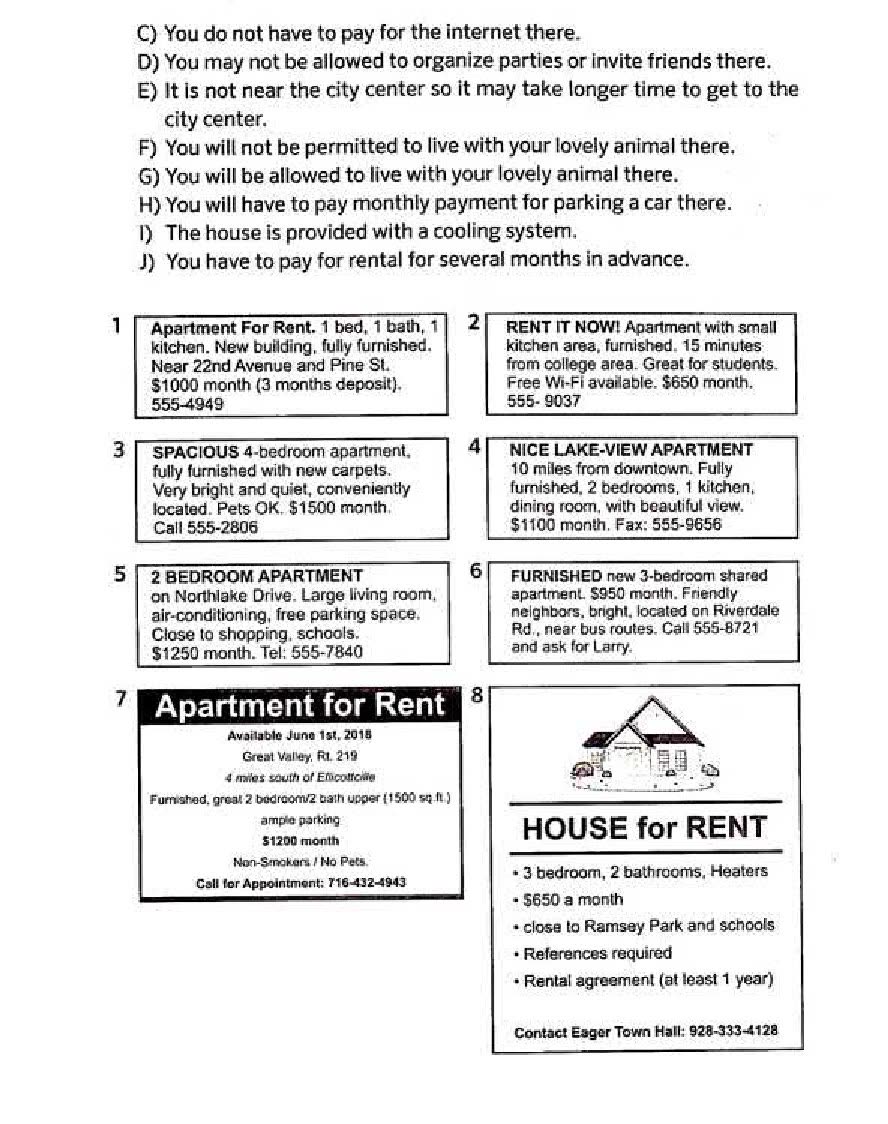 C) You do not have to pay for the internet there.
D) You may not be allowed to organize parties or invite friends there.
E) It is not near the city center so it may take longer time to get to the
city center.
F) You will not be permitted to live with your lovely animal there.
G) You will be allowed to live with your lovely animal there.
H) You will have to pay monthly payment for parking a car there.
I) The house is provided with a cooling system.
J) You have to pay for rental for several months in advance.
1
Apartment For Rent. 1 bed, 1 bath, 1
kitchen. New building, fully furnished.
Near 22nd Avenue and Pine St.
$1000 month (3 months deposit).
555-4949
2
RENT IT NOW! Apartment with small
kitchen area, furnished. 15 minutes
from college area. Great for students.
Free Wi-Fi available. $650 month.
555- 9037
3
SPACIOUS 4-bedroom apartment,
fully furnished with new carpets.
Very bright and quiet, conveniently
located. Pets OK. $1500 month.
Call 555-2806
4
NICE LAKE-VIEW APARTMENT
10 miles from downtown. Fully
furnished, 2 bedrooms, 1 kitchen,
dining room, with beautiful view.
$1100 month. Fax: 555-9656
5
2 BEDROOM APARTMENT
on Northlake Drive. Large living room,
air-conditioning, free parking space.
Close to shopping, schools.
$1250 month. Tel: 555-7840
6
FURNISHED new 3-bedroom shared
apartment. $950 month. Friendly
neighbors, bright, located on Riverdale
Rd., near bus routes. Call 555-8721
and ask for Larry.
7
Apartment for Rent
Available June 1st, 2018
Great Valley, Rt. 219
4 miles south of Ellicottville
Furnished, great 2 bedroom/2 bath upper (1500 sq.ft.)
ample parking
$1200 month
Non-Smokers / No Pets.
Call for Appointment: 716-432-4943
8
HOUSE for RENT
• 3 bedroom, 2 bathrooms, Heaters
• $650 a month
• close to Ramsey Park and schools
• References required
• Rental agreement (at least 1 year)
Contact Eager Town Hall: 928-333-4128